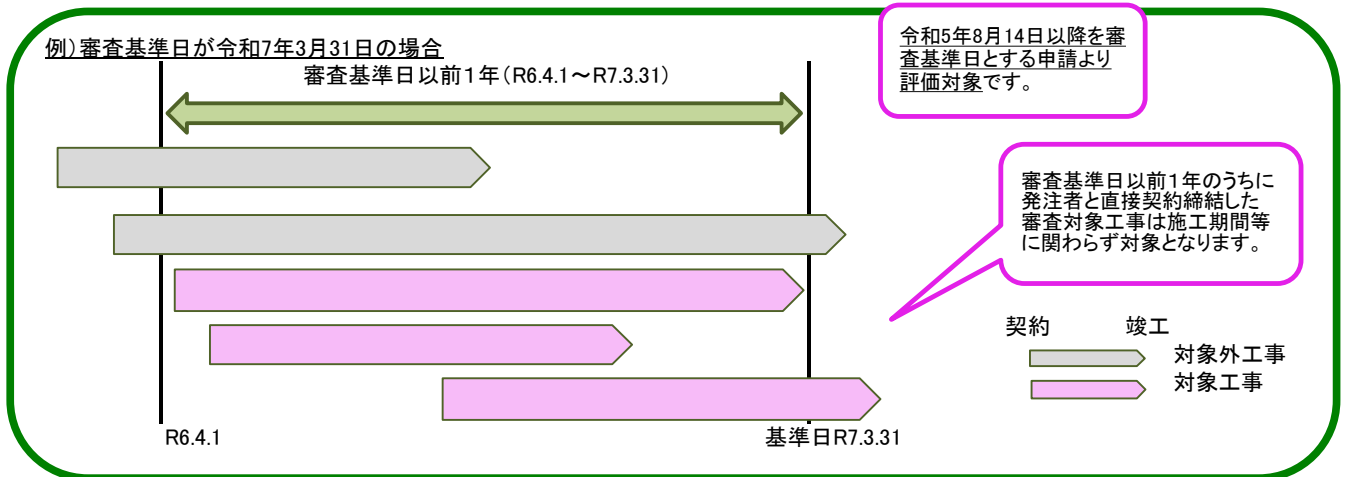 例）審査基準日が令和7年3月31日の場合
審査基準日以前１年（R6.4.1～R7.3.31）
令和5年8月14日以降を審
査基準日とする申請より
評価対象です。
審査基準日以前１年のうちに
発注者と直接契約締結した
審査対象工事は施工期間等
に関わらず対象となります。
契約　竣工
対象外工事
対象工事
R6.4.1
基準日R7.3.31